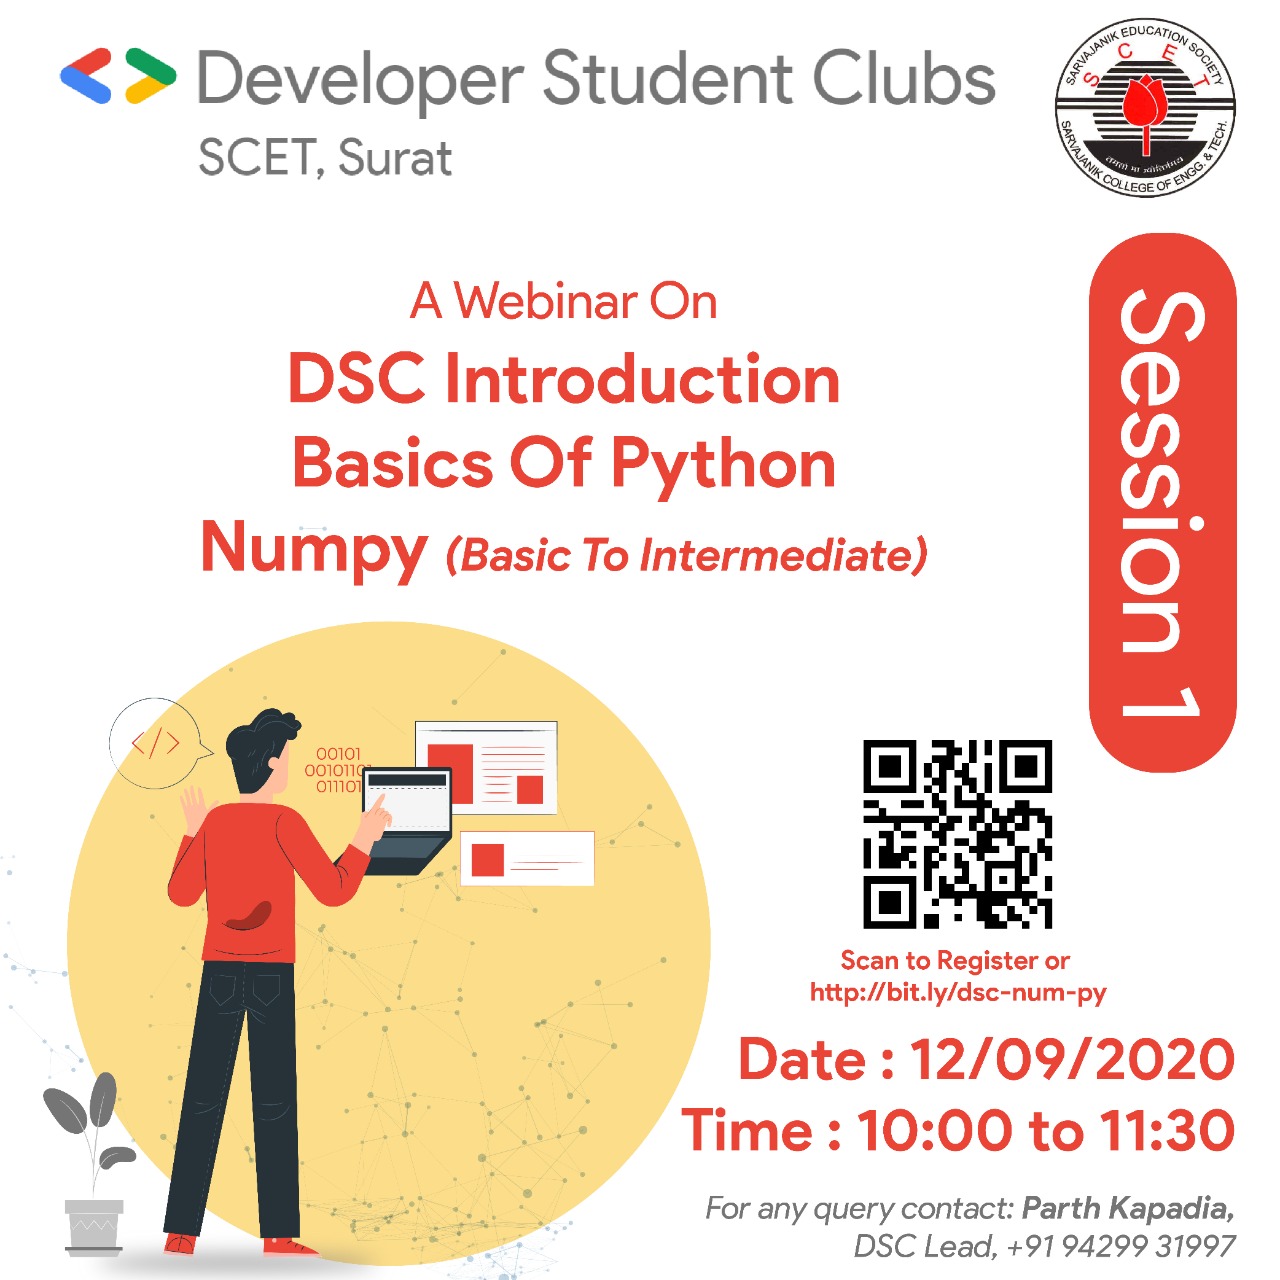 Developer Student Clubs
SCET, Surat
SARVAJANIK EDUCATION SOCIETY
SCET
SARVAJANIK COLLEGE OF ENGG. & TECH.
A Webinar On
DSC Introduction
Basics Of Python
Numpy (Basic To Intermediate)
Session 1
</>
00101
0010110
011101
Scan to Register or
http://bit.ly/dsc-num-py
Date : 12/09/2020
Time : 10:00 to 11:30
For any query contact: Parth Kapadia,
DSC Lead, +91 94299 31997